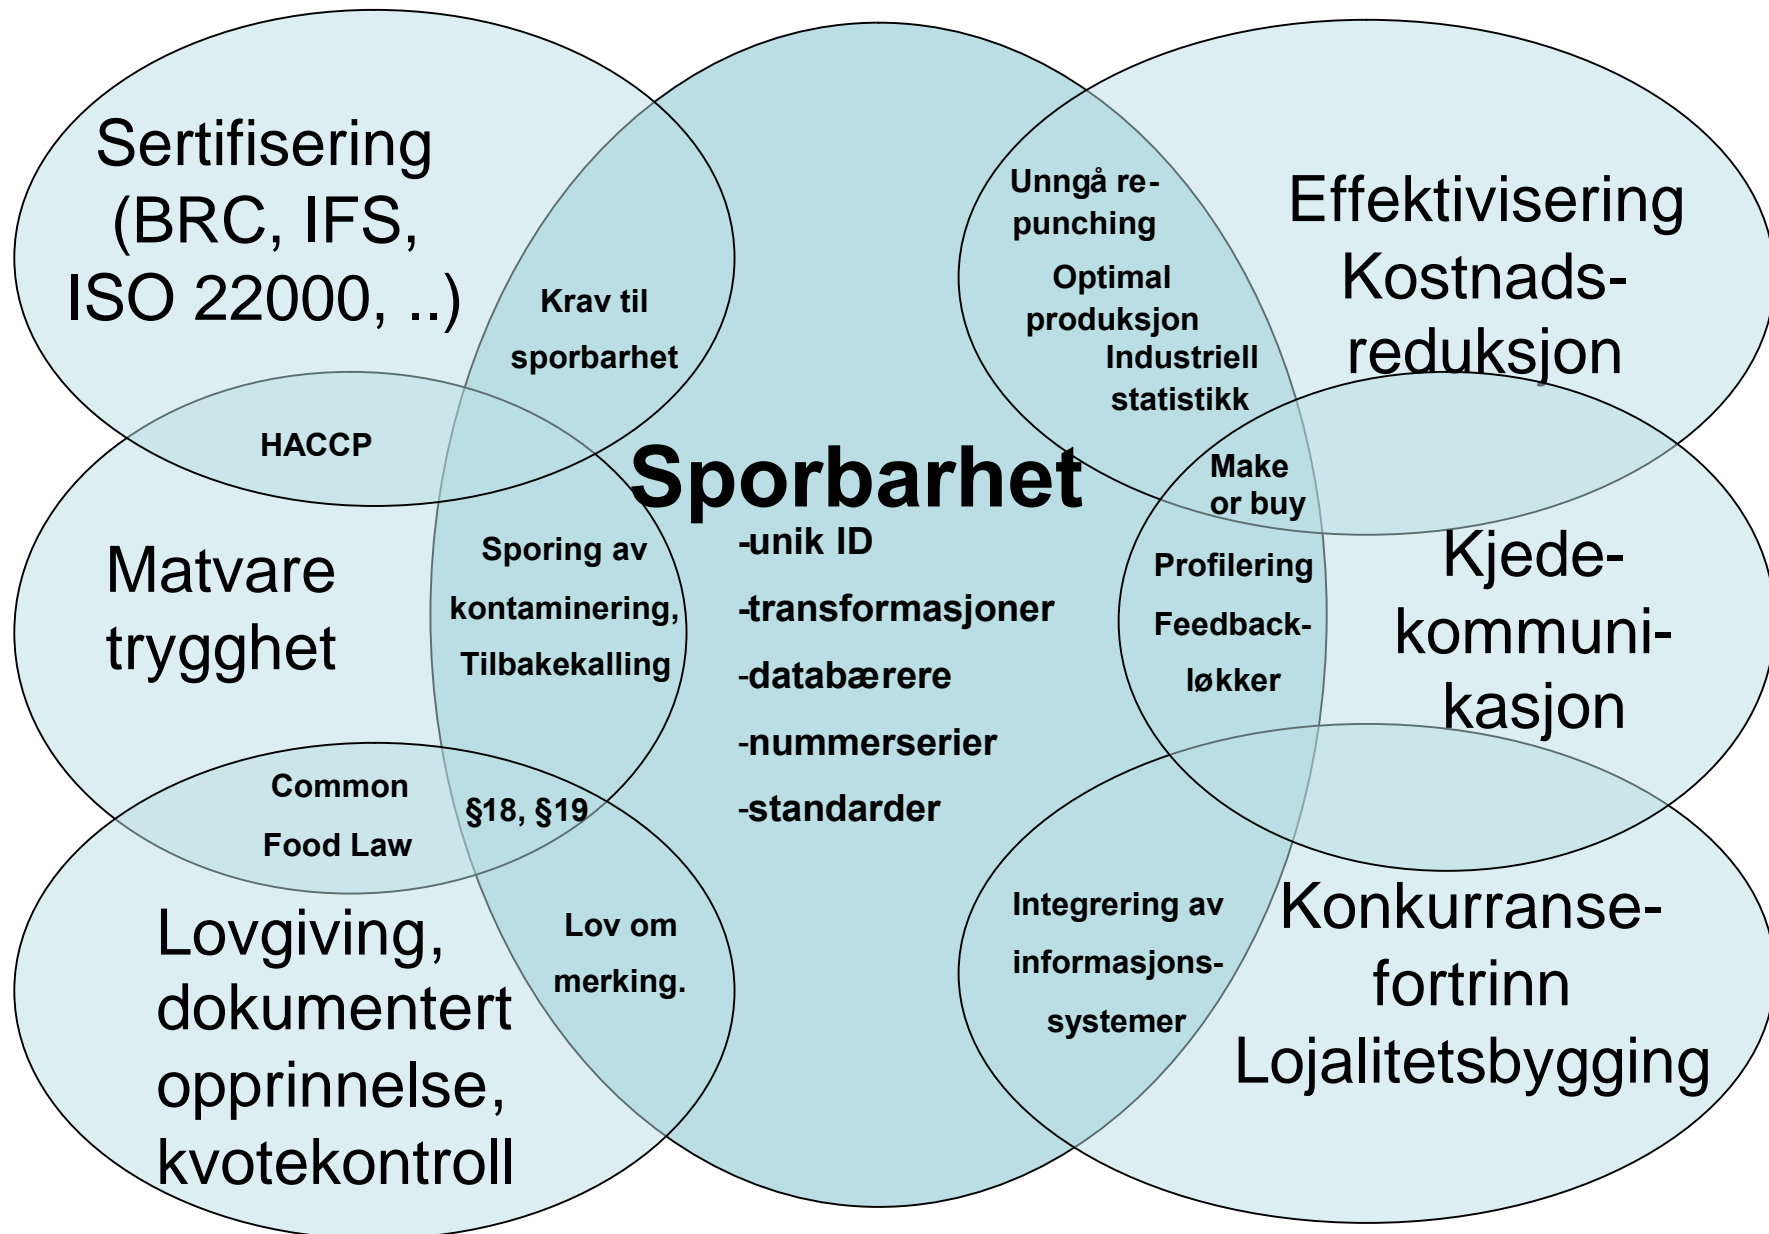 Sertifisering
(BRC, IFS,
ISO 22000, ..)
Krav til
sporbarhet
HACCP
Matvare
trygghet
Sporing av
kontaminering,
Tilbakekalling
Common
Food Law
§18, §19
Lovgiving,
dokumentert
opprinnelse,
kvotekontroll
Lov om
merking.
Sporbarhet
-unik ID
-transformasjoner
-databærere
-nummerserier
-standarder
Unngå re-
punching
Optimal
produksjon
Industriell
statistikk
Effektivisering
Kostnads-
reduksjon
Make
or buy
Profilering
Feedback-
løkker
Kjede-
kommuni-
kasjon
Integrering av
informasjons-
systemer
Konkurranse-
fortrinn
Lojalitetsbygging